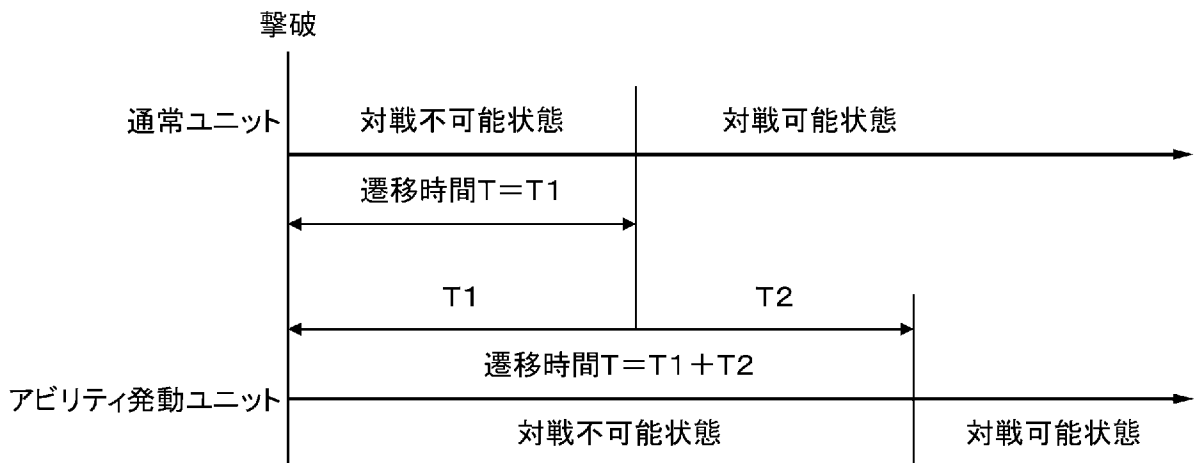 撃破
通常ユニット
対戦不可能状態
対戦可能状態
遷移時間T=T1
T1
T2
遷移時間T=T1+T2
アビリティ発動ユニット
対戦不可能状態
対戦可能状態